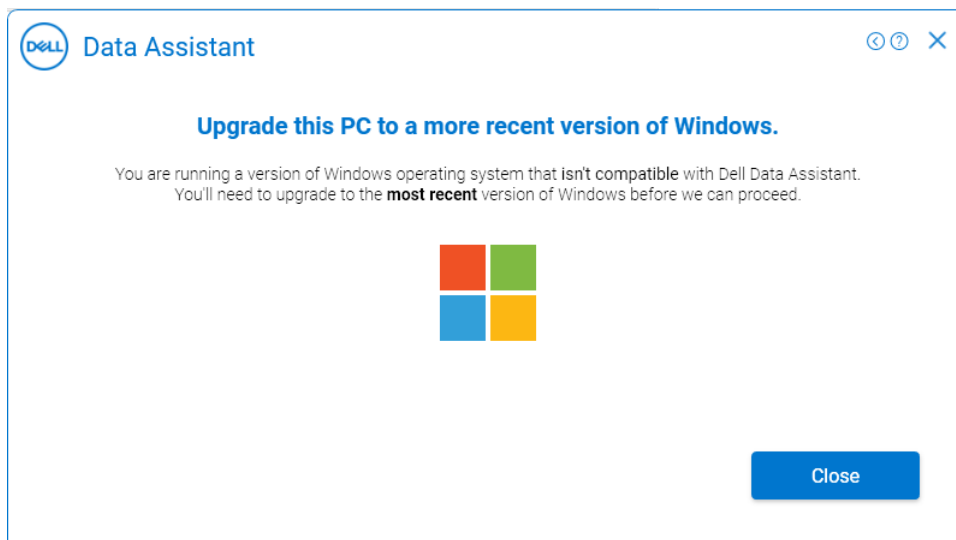 DELL
Data Assistant
Upgrade this PC to a more recent version of Windows.
You are running a version of Windows operating system that isn't compatible with Dell Data Assistant.
You'll need to upgrade to the most recent version of Windows before we can proceed.
Close